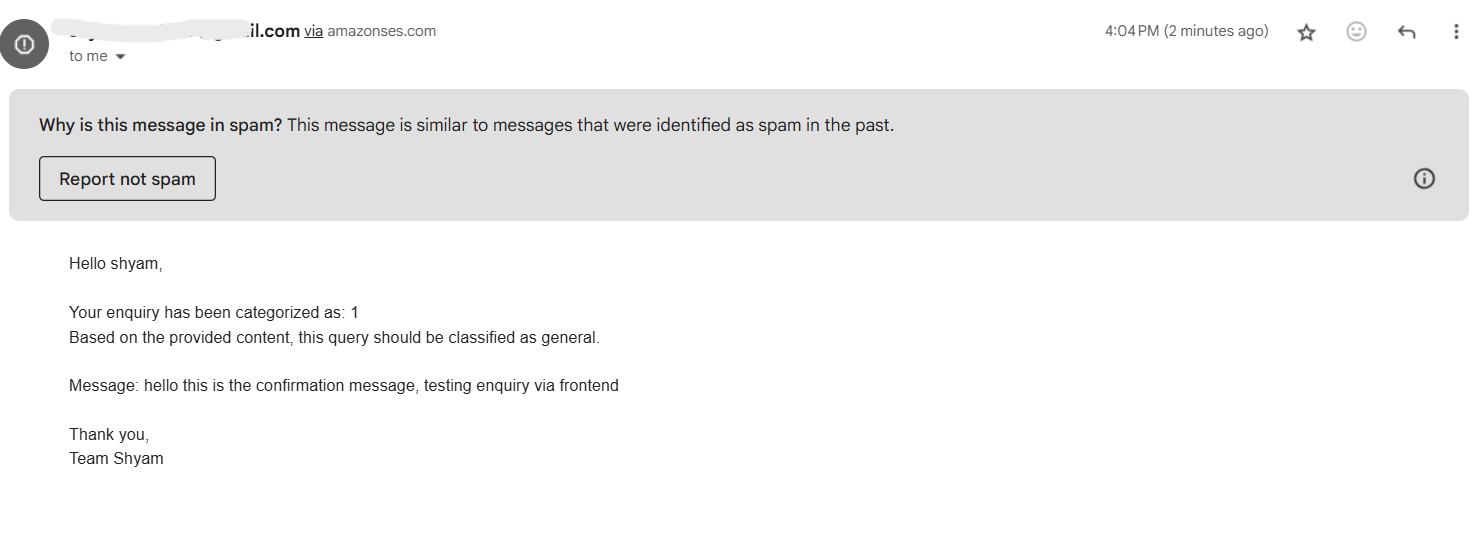 il.com via amazonses.com
4:04 PM (2 minutes ago)
to me
Why is this message in spam? This message is similar to messages that were identified as spam in the past.
Report not spam
Hello shyam,
Your enquiry has been categorized as: 1
Based on the provided content, this query should be classified as general.
Message: hello this is the confirmation message, testing enquiry via frontend
Thank you,
Team Shyam